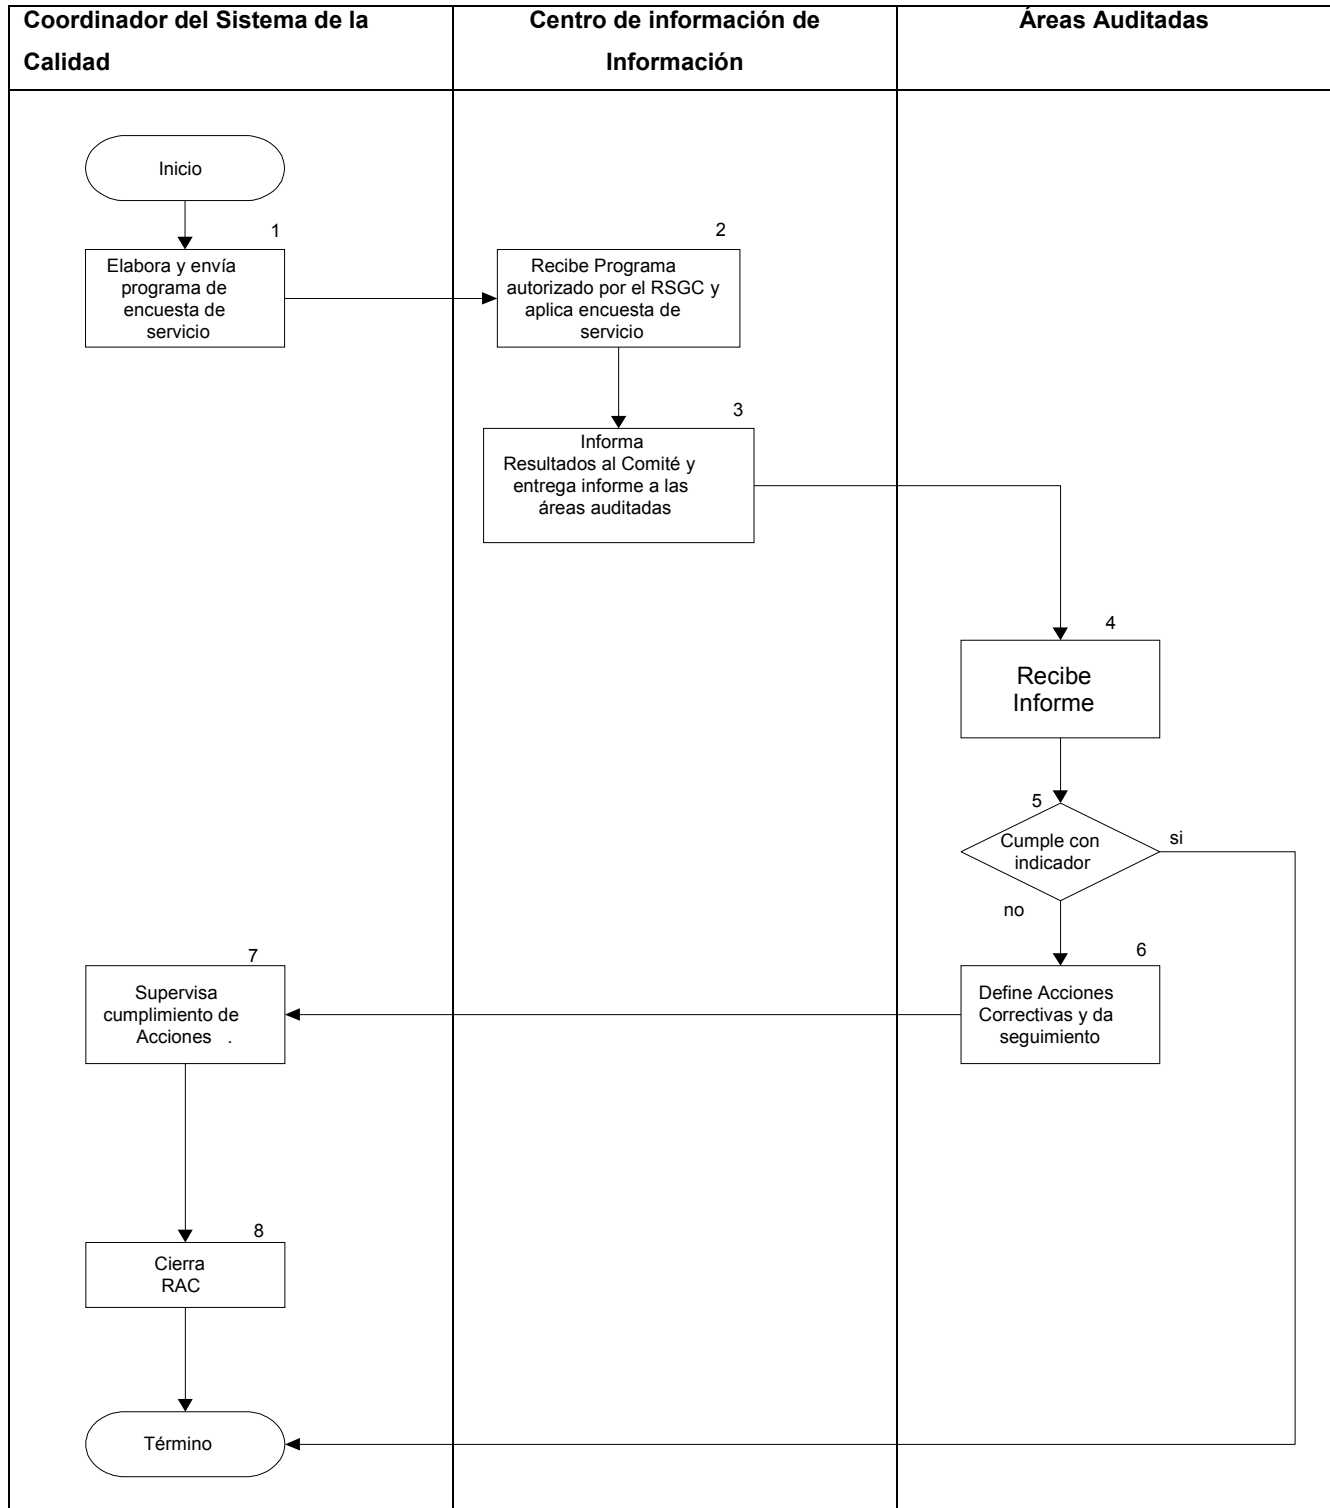 Coordinador del Sistema de la
Calidad
Centro de información de
Información
Áreas Auditadas
Inicio
1
Elabora y envía
programa de
encuesta de
servicio
2
Recibe Programa
autorizado por el RSGC y
aplica encuesta de
servicio
3
Informa
Resultados al Comité y
entrega informe a las
áreas auditadas
4
Recibe
Informe
5
Cumple con
indicador
si
no
6
Define Acciones
Correctivas y da
seguimiento
7
Supervisa
cumplimiento de
Acciones .
8
Cierra
RAC
Término